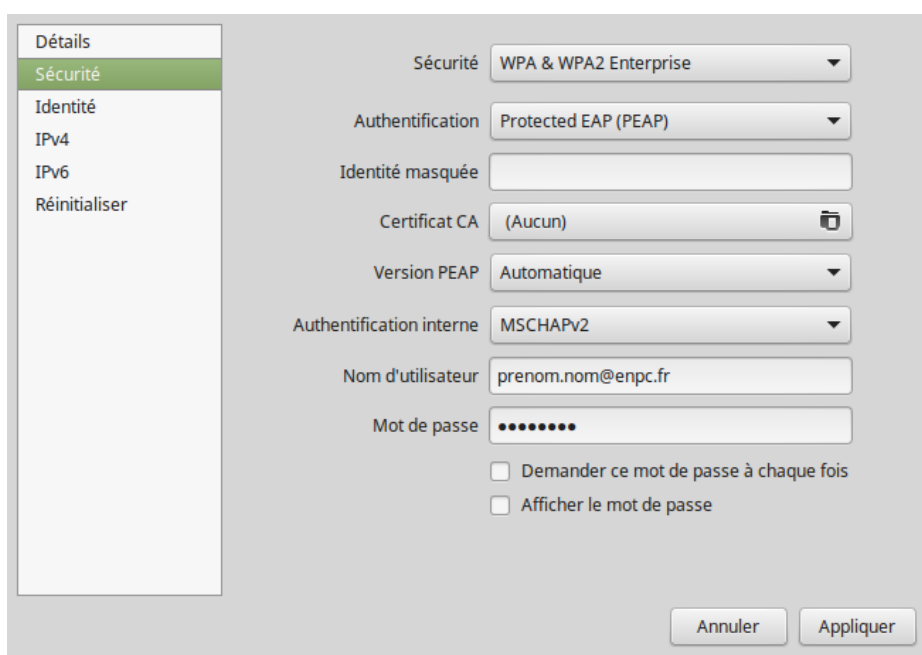 Détails
Sécurité
Identité
IPv4
IPv6
Réinitialiser
Sécurité WPA & WPA2 Enterprise
Authentification Protected EAP (PEAP)
Identité masquée
Certificat CA (Aucun)
Version PEAP Automatique
Authentification interne MSCHAPv2
Nom d'utilisateur prenom.nom@enpc.fr
Mot de passe ••••••••
Demander ce mot de passe à chaque fois
Afficher le mot de passe
Annuler Appliquer